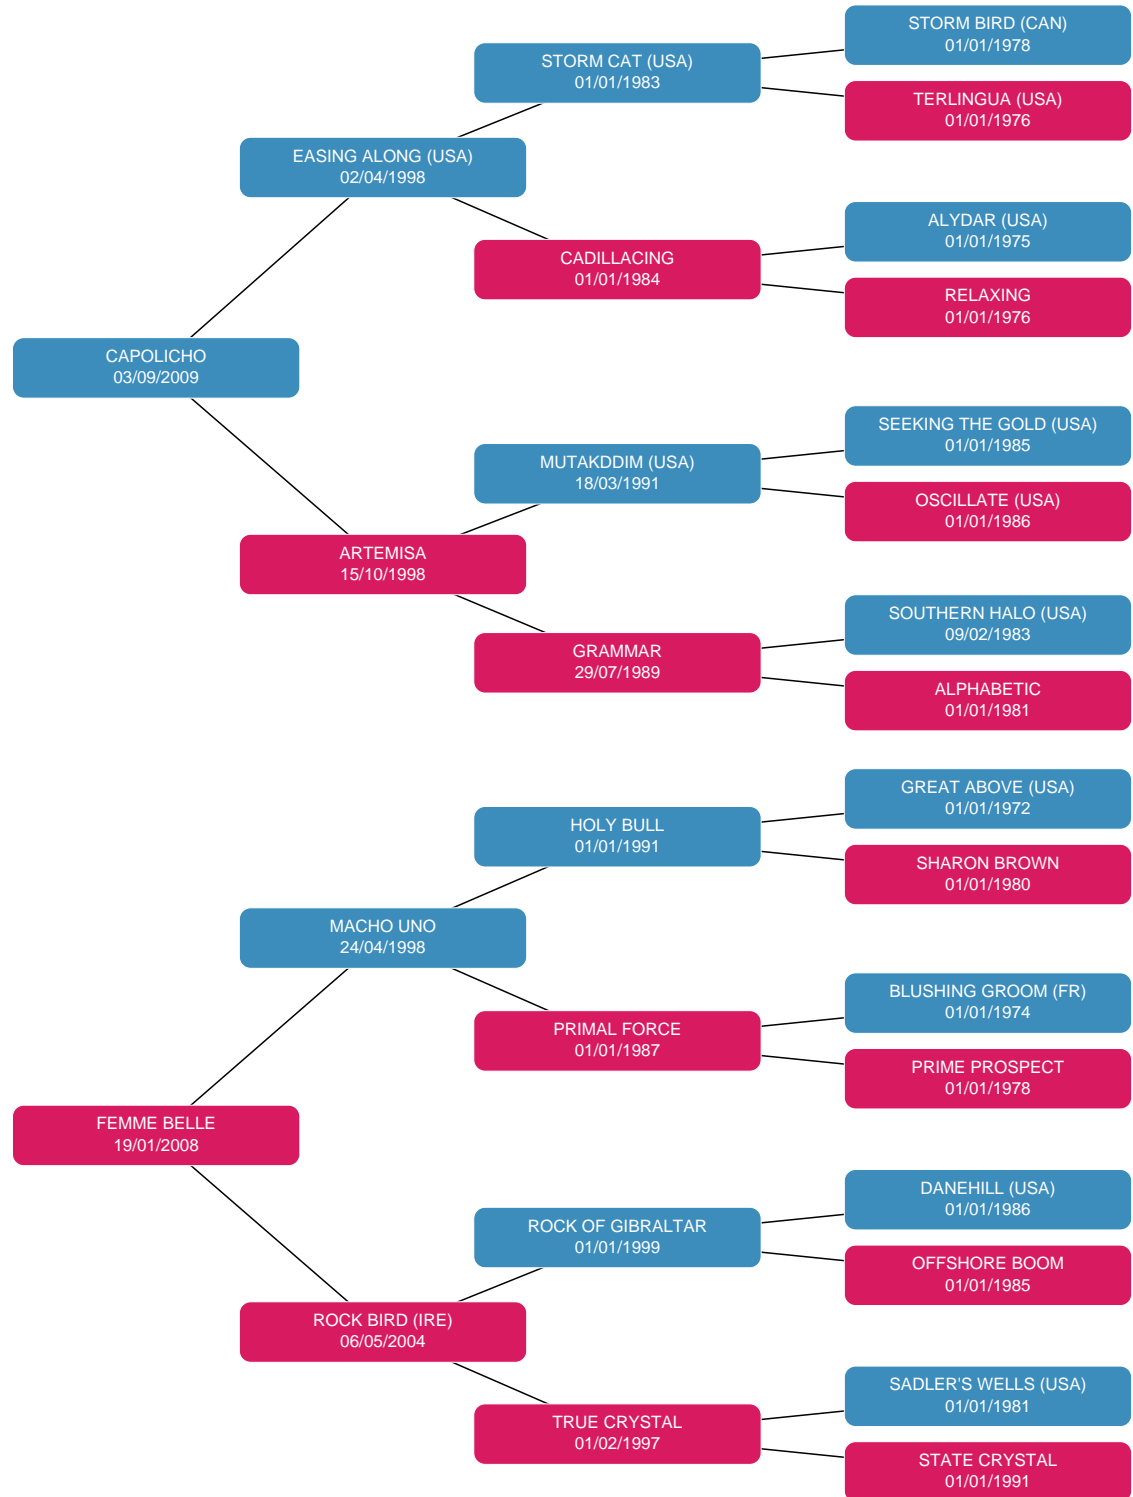 STORM BIRD (CAN)
01/01/1978
STORM CAT (USA)
01/01/1983
TERLINGUA (USA)
01/01/1976
EASING ALONG (USA)
02/04/1998
ALYDAR (USA)
01/01/1975
CADILLACING
01/01/1984
RELAXING
01/01/1976
CAPOLICHO
03/09/2009
SEEKING THE GOLD (USA)
01/01/1985
MUTAKDDIM (USA)
18/03/1991
OSCILLATE (USA)
01/01/1986
ARTEMISA
15/10/1998
SOUTHERN HALO (USA)
09/02/1983
GRAMMAR
29/07/1989
ALPHABETIC
01/01/1981
GREAT ABOVE (USA)
01/01/1972
HOLY BULL
01/01/1991
SHARON BROWN
01/01/1980
MACHO UNO
24/04/1998
BLUSHING GROOM (FR)
01/01/1974
PRIMAL FORCE
01/01/1987
PRIME PROSPECT
01/01/1978
FEMME BELLE
19/01/2008
DANEHILL (USA)
01/01/1986
ROCK OF GIBRALTAR
01/01/1999
OFFSHORE BOOM
01/01/1985
ROCK BIRD (IRE)
06/05/2004
SADLER'S WELLS (USA)
01/01/1981
TRUE CRYSTAL
01/02/1997
STATE CRYSTAL
01/01/1991